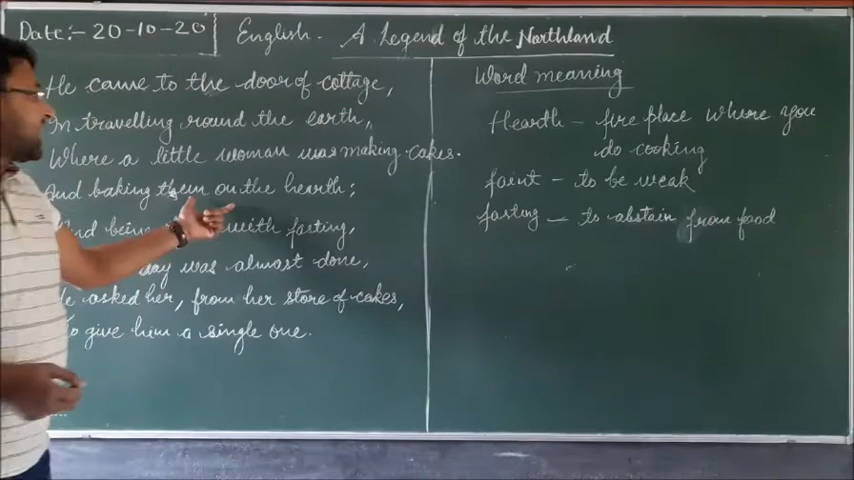 Date:- 20-10-20 English. A Legend of the Northland
He came to the door of cottage,
In travelling round the earth,
Where a little woman was making cakes.
And baking them on the hearth;
And being with fasting,
day was almost done,
He asked her, from her store of cakes,
To give him a single one.
Word meaning
Hearth - fire place where you
do cooking
faint - to be weak
fasting - to abstain from food